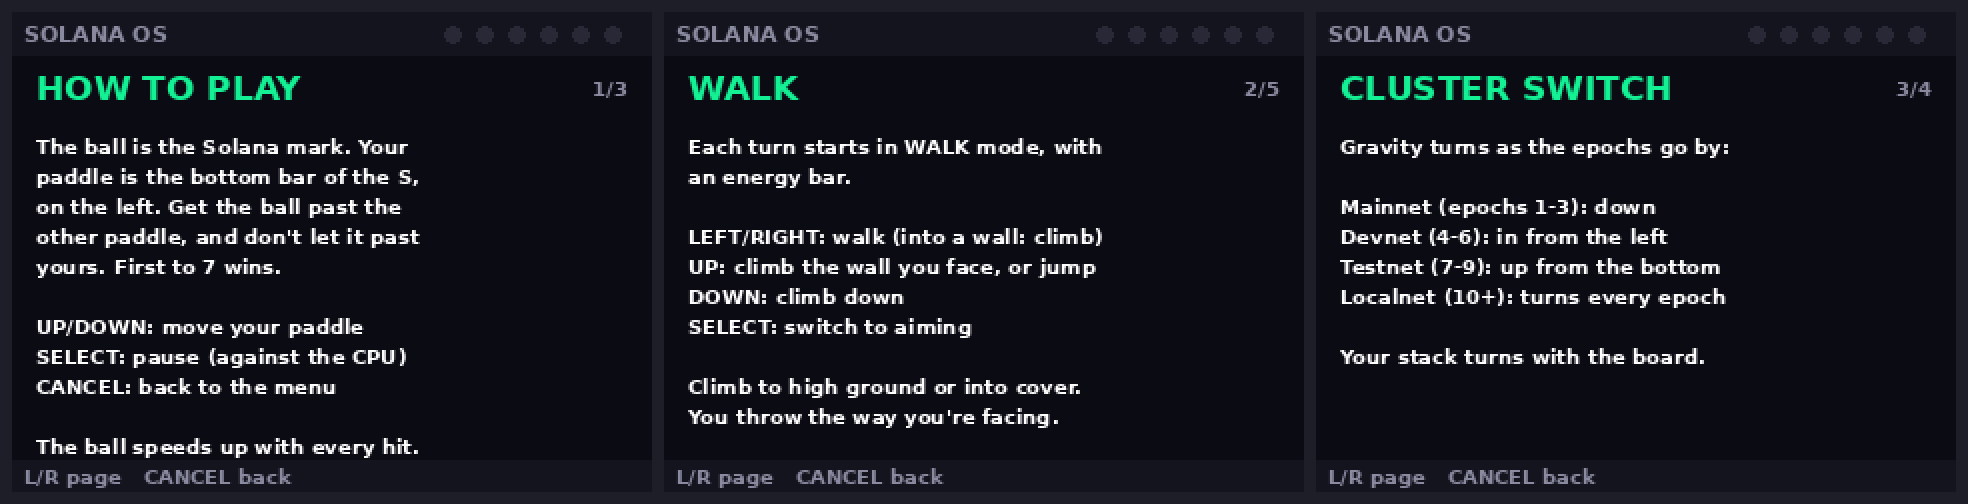 SOLANA OS
HOW TO PLAY
1/3
The ball is the Solana mark. Your
paddle is the bottom bar of the S,
on the left. Get the ball past the
other paddle, and don't let it past
yours. First to 7 wins.
UP/DOWN: move your paddle
SELECT: pause (against the CPU)
CANCEL: back to the menu
The ball speeds up with every hit.
L/R page CANCEL back
SOLANA OS
WALK
2/5
Each turn starts in WALK mode, with
an energy bar.
LEFT/RIGHT: walk (into a wall: climb)
UP: climb the wall you face, or jump
DOWN: climb down
SELECT: switch to aiming
Climb to high ground or into cover.
You throw the way you're facing.
L/R page CANCEL back
SOLANA OS
CLUSTER SWITCH
3/4
Gravity turns as the epochs go by:
Mainnet (epochs 1-3): down
Devnet (4-6): in from the left
Testnet (7-9): up from the bottom
Localnet (10+): turns every epoch
Your stack turns with the board.
L/R page CANCEL back